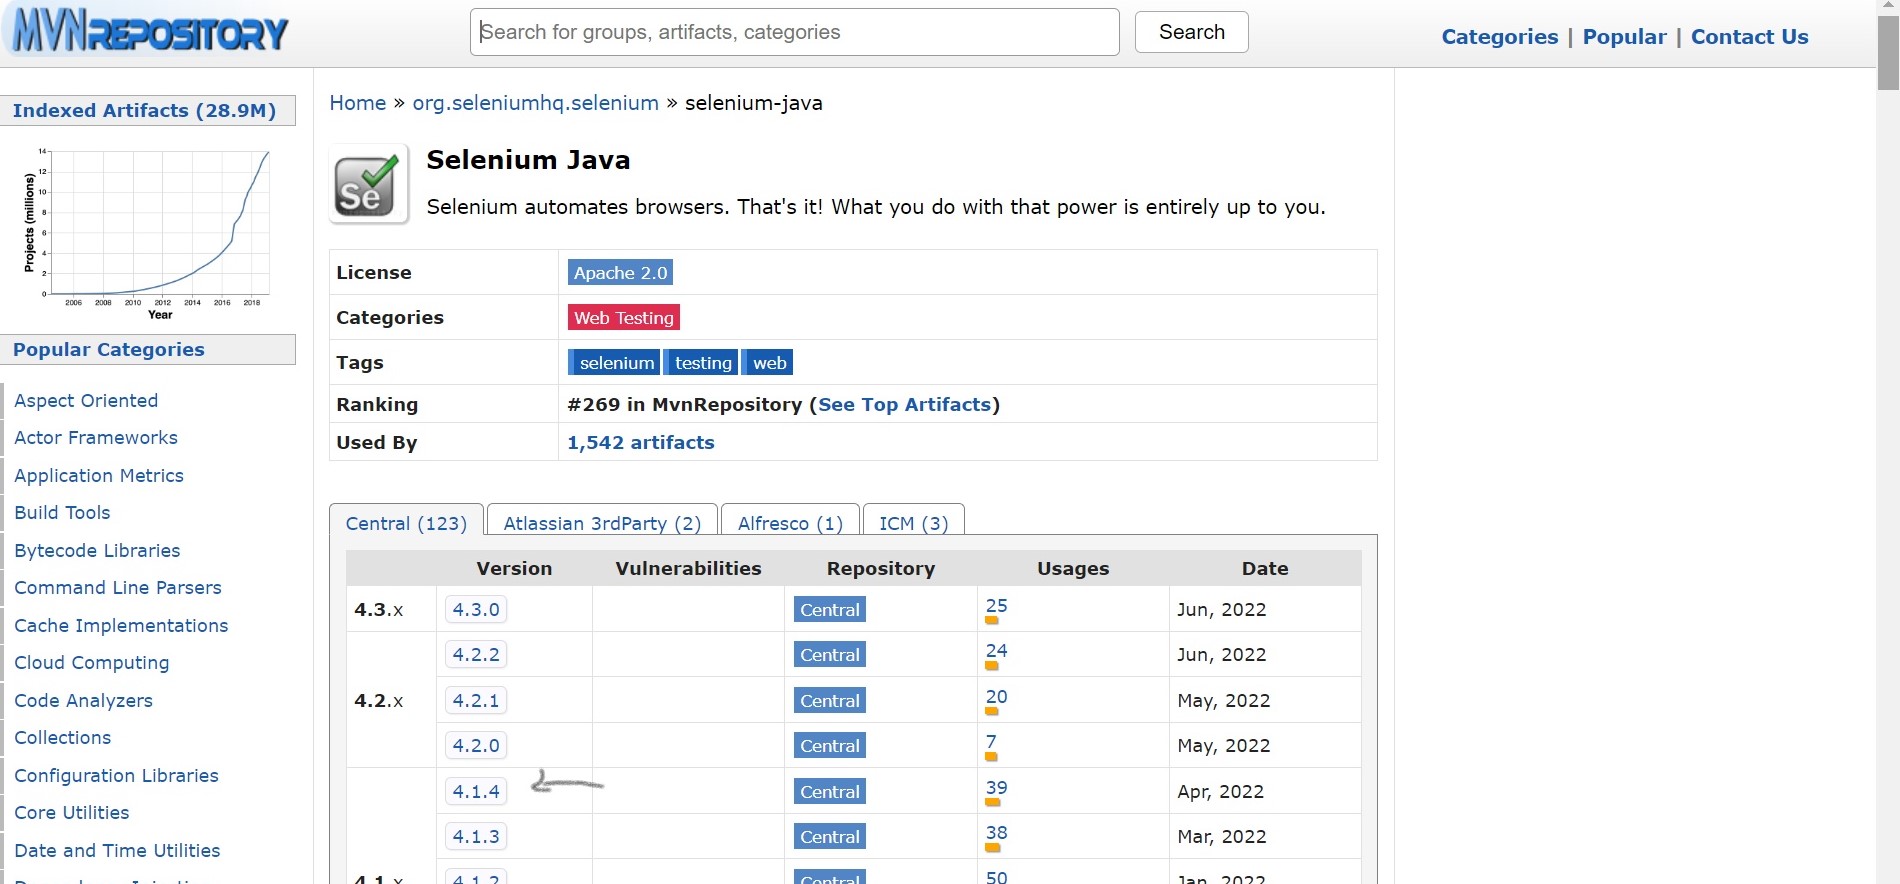 MVNREPOSITORY
Search for groups, artifacts, categories
Search
Categories | Popular | Contact Us
Indexed Artifacts (28.9M)
Projects (millions)
14
12
10
8
6
4
2
0
2006 2008 2010 2012 2014 2016 2018
Year
Popular Categories
Aspect Oriented
Actor Frameworks
Application Metrics
Build Tools
Bytecode Libraries
Command Line Parsers
Cache Implementations
Cloud Computing
Code Analyzers
Collections
Configuration Libraries
Core Utilities
Date and Time Utilities
Home » org.seleniumhq.selenium » selenium-java
Se
Selenium Java
Selenium automates browsers. That's it! What you do with that power is entirely up to you.
License Apache 2.0
Categories Web Testing
Tags selenium testing web
Ranking #269 in MvnRepository (See Top Artifacts)
Used By 1,542 artifacts
Central (123) Atlassian 3rdParty (2) Alfresco (1) ICM (3)
Version Vulnerabilities Repository Usages Date
4.3.x 4.3.0 Central 25 Jun, 2022
4.2.2 Central 24 Jun, 2022
4.2.x 4.2.1 Central 20 May, 2022
4.2.0 Central 7 May, 2022
4.1.4 Central 39 Apr, 2022
4.1.3 Central 38 Mar, 2022
4.1.x 4.1.2 Central 50 Jan, 2022